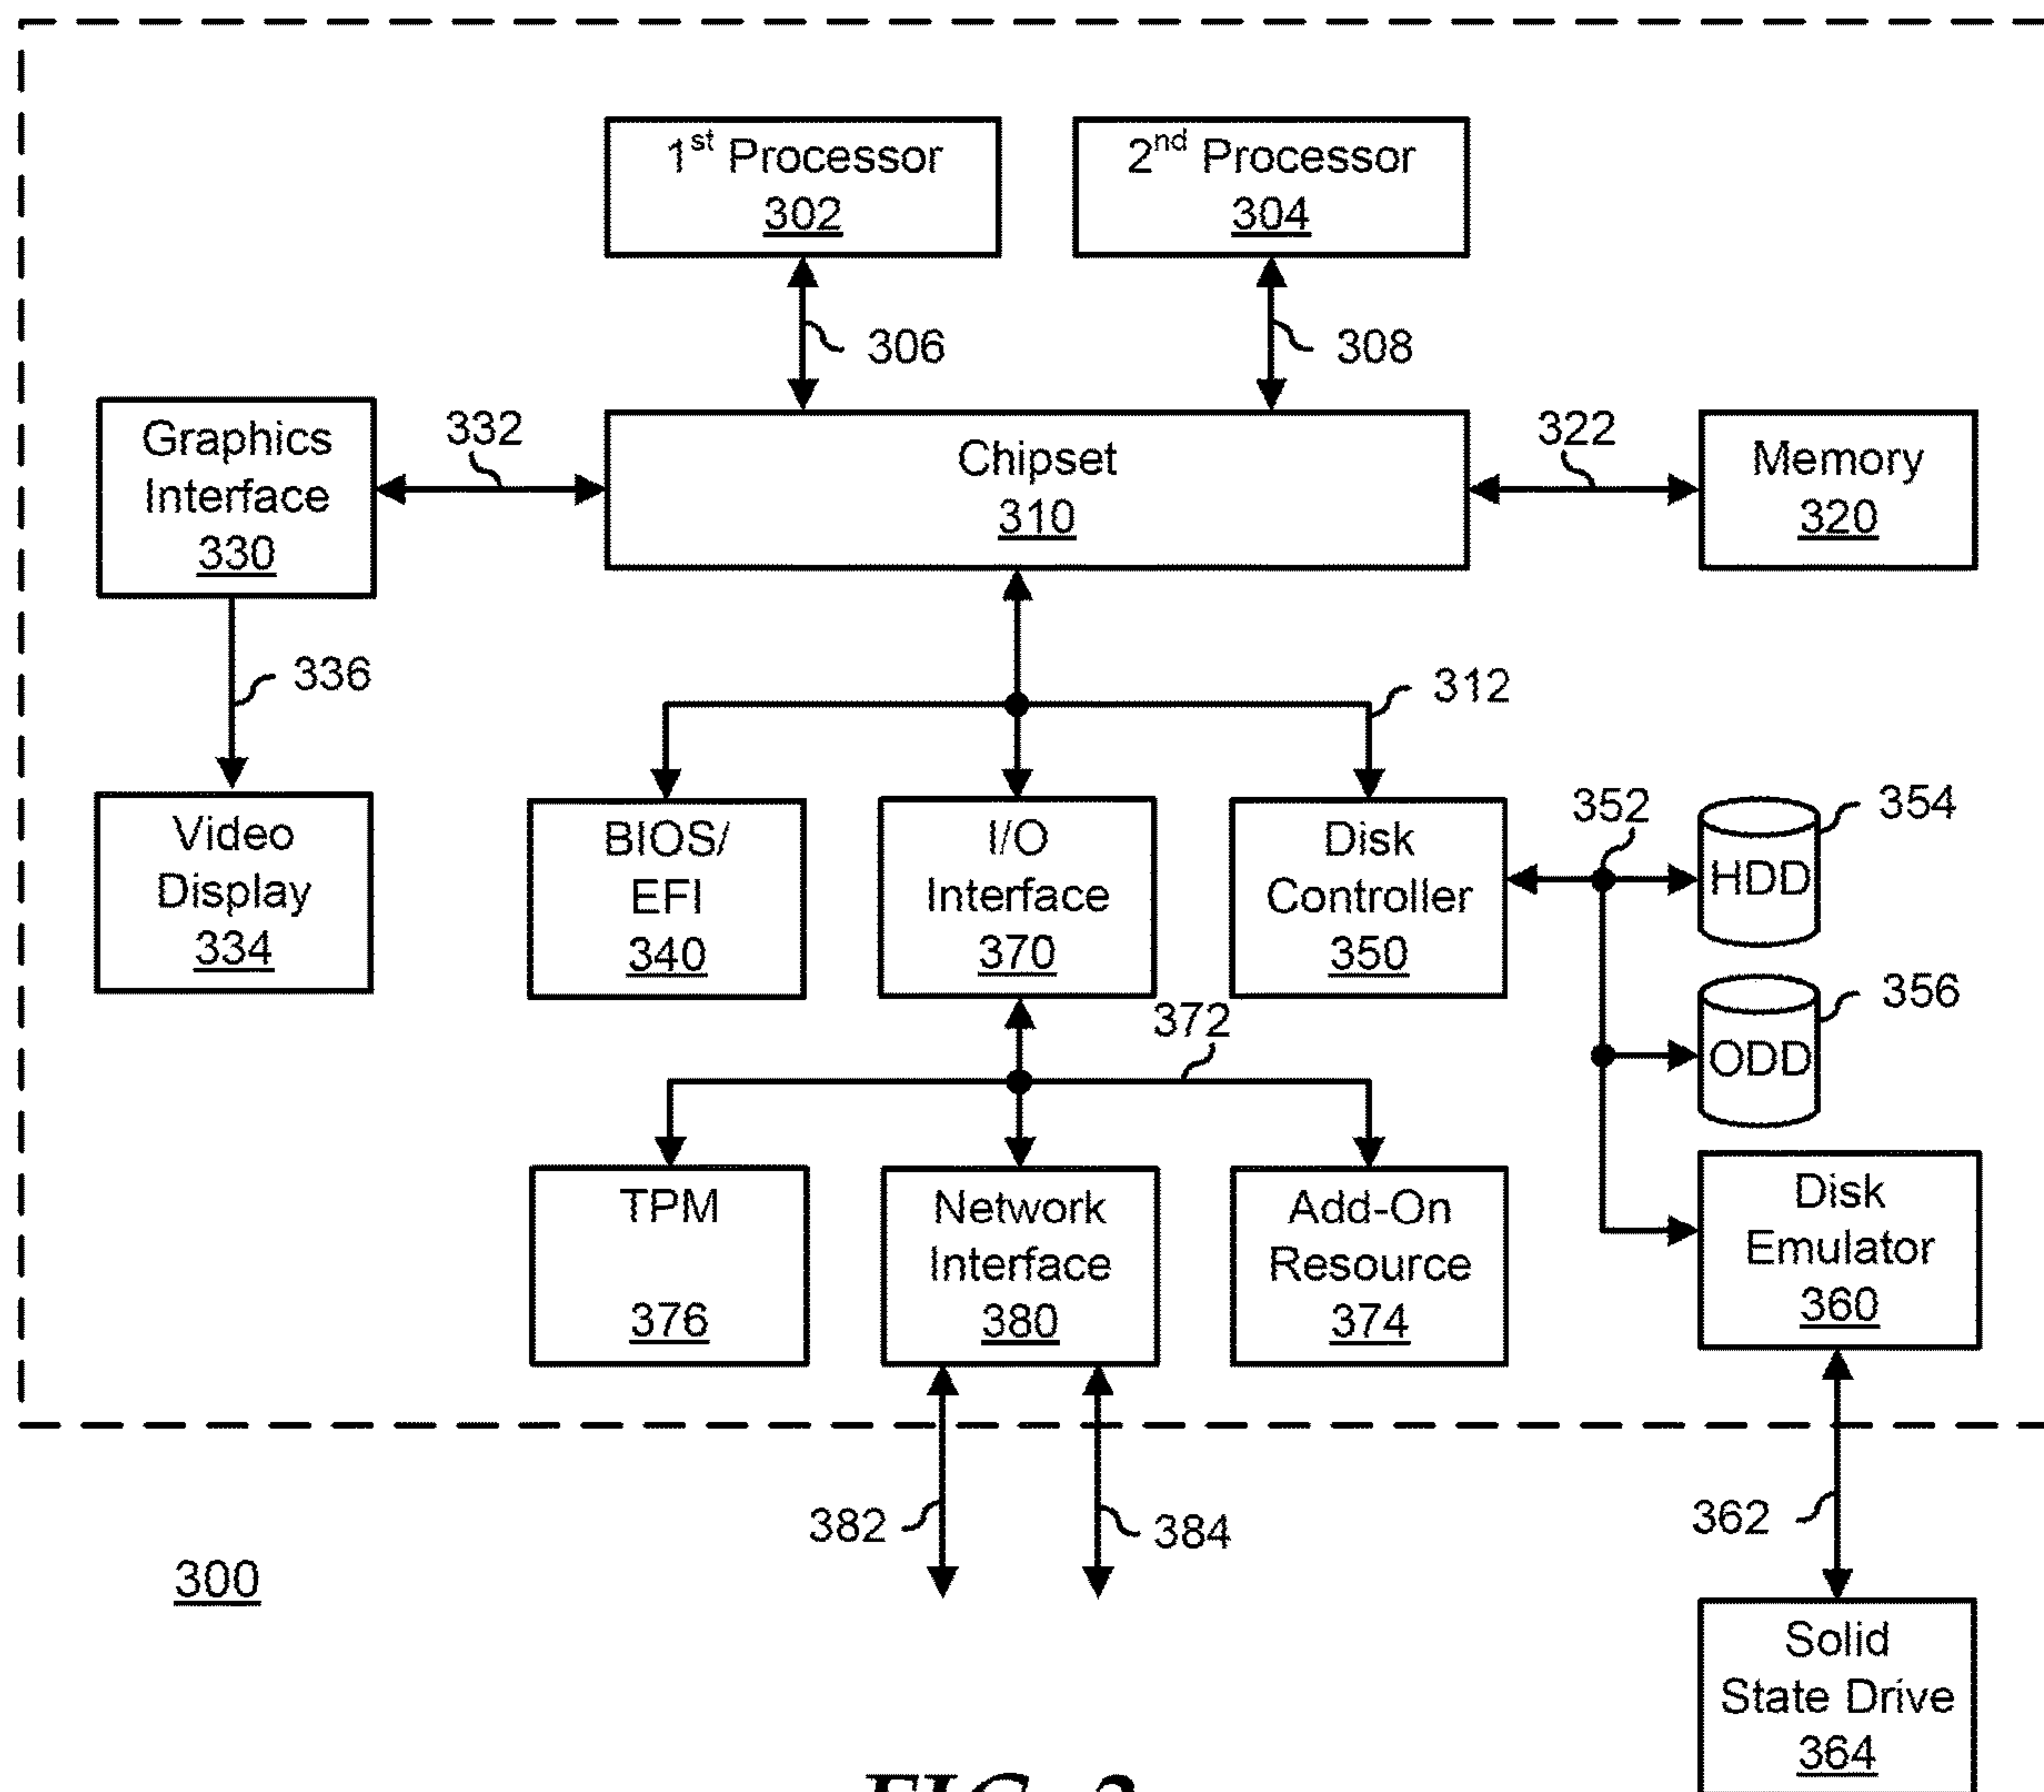 1st Processor
302
2nd Processor
304
306
308
Graphics
Interface
330
332
Chipset
310
322
Memory
320
336
312
Video
Display
334
BIOS/
EFI
340
I/O
Interface
370
Disk
Controller
350
352
HDD
354
ODD
356
372
TPM
376
Network
Interface
380
Add-On
Resource
374
Disk
Emulator
360
382
384
362
300
Solid
State Drive
364